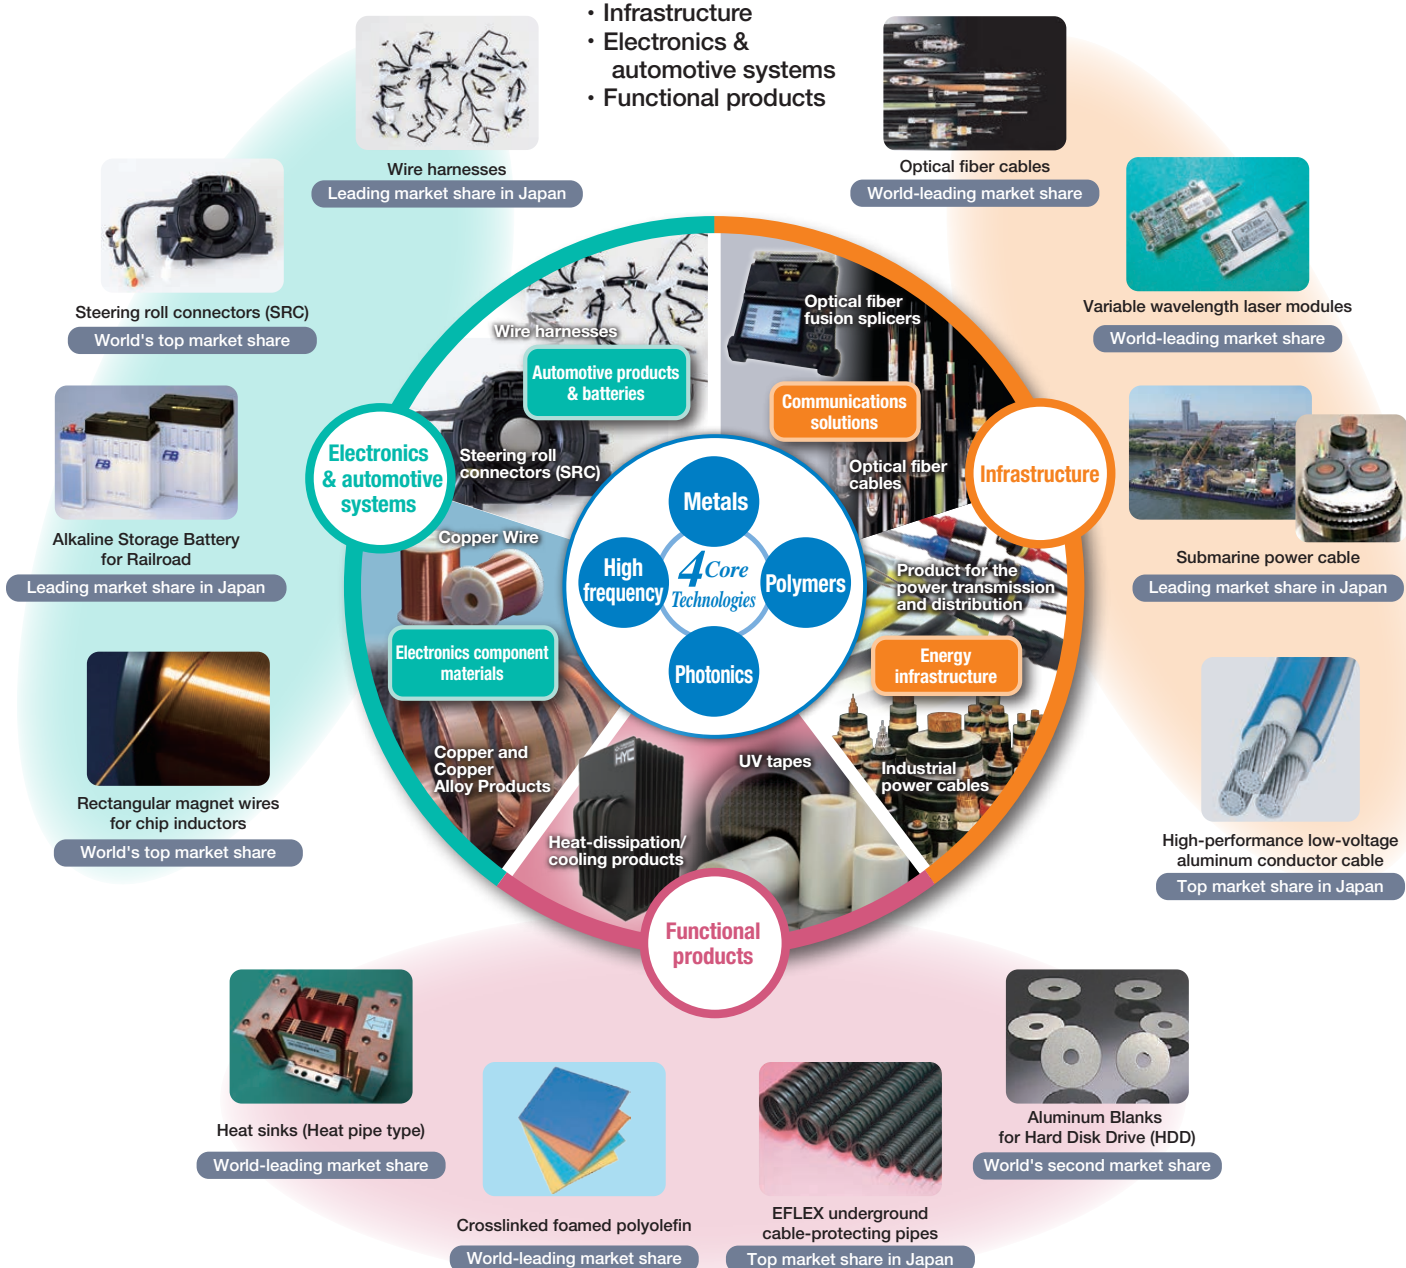 ・Infrastructure
・Electronics &
automotive systems
・Functional products
Wire harnesses
Leading market share in Japan
Optical fiber cables
World-leading market share
Steering roll connectors (SRC)
World's top market share
Variable wavelength laser modules
World-leading market share
Alkaline Storage Battery
for Railroad
Leading market share in Japan
Submarine power cable
Leading market share in Japan
Rectangular magnet wires
for chip inductors
World's top market share
High-performance low-voltage
aluminum conductor cable
Top market share in Japan
Wire harnesses
Automotive products
& batteries
Steering roll
connectors (SRC)
Electronics
& automotive
systems
Copper Wire
Electronics component
materials
Copper and
Copper
Alloy Products
Optical fiber
fusion splicers
Communications
solutions
Optical fiber
cables
Infrastructure
Product for the
power transmission
and distribution
Energy
infrastructure
Industrial
power cables
Metals
High
frequency
4 Core
Technologies
Polymers
Photonics
HYC
UV tapes
Heat-dissipation/
cooling products
Functional
products
FB
FB
Heat sinks (Heat pipe type)
World-leading market share
Crosslinked foamed polyolefin
World-leading market share
EFLEX underground
cable-protecting pipes
Top market share in Japan
Aluminum Blanks
for Hard Disk Drive (HDD)
World's second market share